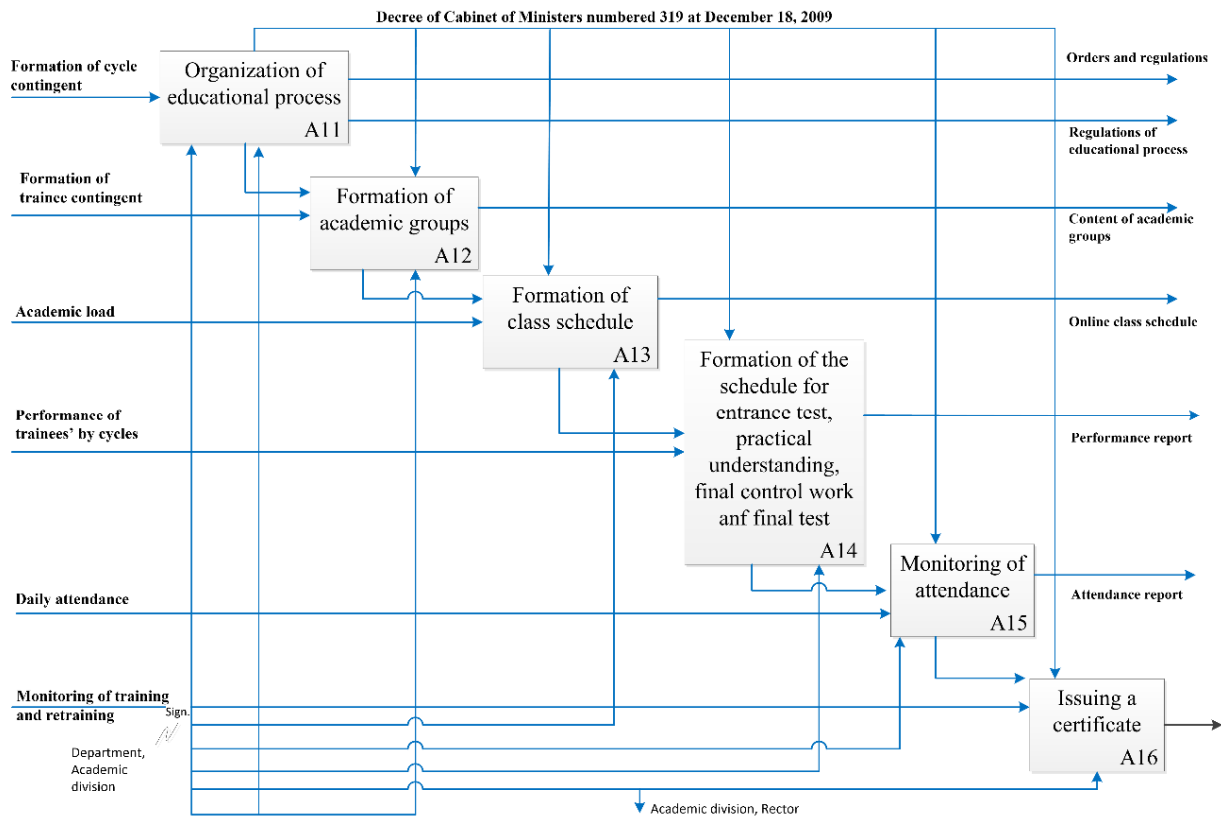 Decree of Cabinet of Ministers numbered 319 at December 18, 2009
Formation of cycle
contingent
Organization of
educational process
A11
Orders and regulations
Regulations of
educational process
Formation of
trainee contingent
Formation of
academic groups
A12
Content of academic
groups
Academic load
Formation of
class schedule
A13
Online class schedule
Performance of
trainees' by cycles
Formation of the
schedule for
entrance test,
practical
understanding,
final control work
anf final test
A14
Performance report
Daily attendance
Monitoring of
attendance
A15
Attendance report
Monitoring of training
and retraining
Sign.
Department,
Academic
division
Issuing a
certificate
A16
Academic division, Rector